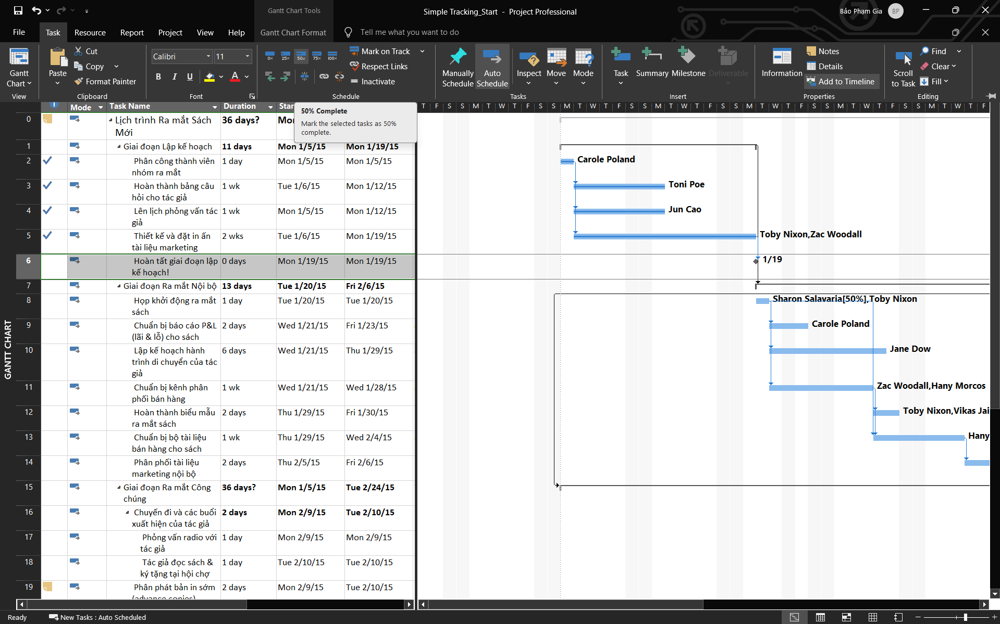 Gantt Chart Tools
Simple Tracking_Start - Project Professional
Bảo Phạm Gia
BP
File
Task
Resource
Report
Project
View
Help
Gantt Chart Format
Tell me what you want to do
Gantt
Chart
View
Paste
Cut
Copy
Format Painter
Clipboard
Calibri
11
B I U
A
Font
0% 25% 50% 75% 100%
Mark on Track
Respect Links
Inactivate
Schedule
Manually
Schedule
Auto
Schedule
Inspect
Move
Mode
Tasks
Task
Summary
Milestone
Deliverable
Insert
Information
Notes
Details
Add to Timeline
Properties
Scroll
to Task
Find
Clear
Fill
Editing
Mode
Task Name
Duration
Star
T F S S M T W T F S S M T W T F S S M T W T F S S M T W T F S S M T W T F S S M T W T F
50% Complete
Mark the selected tasks as 50%
complete.
GANTT CHART
0 Lịch trình Ra mắt Sách 36 days? Mo
Mới
1 Giai đoạn Lập kế hoạch 11 days Mon 1/5/15 Mon 1/19/15
2 Phân công thành viên 1 day Mon 1/5/15 Mon 1/5/15
nhóm ra mắt
3 Hoàn thành bảng câu 1 wk Tue 1/6/15 Mon 1/12/15
hỏi cho tác giả
4 Lên lịch phỏng vấn tác 1 wk Mon 1/5/15 Mon 1/12/15
giả
5 Thiết kế và đặt in ấn 2 wks Tue 1/6/15 Mon 1/19/15
tài liệu marketing
6 Hoàn tất giai đoạn lập 0 days Mon 1/19/15 Mon 1/19/15
kế hoạch!
7 Giai đoạn Ra mắt Nội bộ 13 days Tue 1/20/15 Fri 2/6/15
8 Họp khởi động ra mắt 1 day Tue 1/20/15 Tue 1/20/15
sách
9 Chuẩn bị báo cáo P&L 2 days Wed 1/21/15 Fri 1/23/15
(lãi & lỗ) cho sách
10 Lập kế hoạch hành 6 days Wed 1/21/15 Thu 1/29/15
trình di chuyển của tác
giả
11 Chuẩn bị kênh phân 1 wk Wed 1/21/15 Wed 1/28/15
phối bán hàng
12 Hoàn thành biểu mẫu 2 days Thu 1/29/15 Fri 1/30/15
ra mắt sách
13 Chuẩn bị bộ tài liệu 1 wk Thu 1/29/15 Wed 2/4/15
bán hàng cho sách
14 Phân phối tài liệu 2 days Thu 2/5/15 Fri 2/6/15
marketing nội bộ
15 Giai đoạn Ra mắt Công 36 days? Mon 1/5/15 Tue 2/24/15
chúng
16 Chuyến đi và các buổi 2 days Mon 2/9/15 Tue 2/10/15
xuất hiện của tác giả
17 Phỏng vấn radio với 1 day Mon 2/9/15 Mon 2/9/15
tác giả
18 Tác giả đọc sách & 1 day Tue 2/10/15 Tue 2/10/15
ký tặng tại hội chợ
19 Phân phát bản in sớm 2 days Mon 2/9/15 Tue 2/10/15
(advance copies)
Carole Poland
Toni Poe
Jun Cao
Toby Nixon,Zac Woodall
1/19
Sharon Salavaria[50%],Toby Nixon
Carole Poland
Jane Dow
Zac Woodall,Hany Morcos
Toby Nixon,Vikas Jai
Hany
Ready
New Tasks : Auto Scheduled